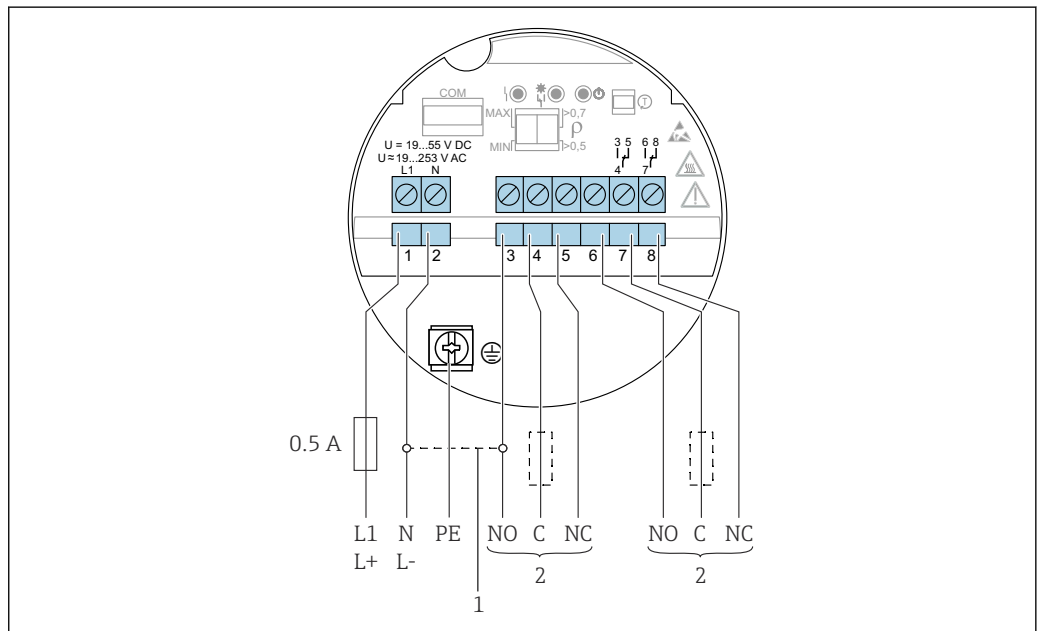 COM
MAX >0,7
ρ
MIN >0,5
T
U = 19...55 V DC
U≈19...253 V AC
L1 N
3 5 6 8
4 7
1 2 3 4 5 6 7 8
0.5 A
L1 N PE NO C NC NO C NC
L+ L- 2 2
1